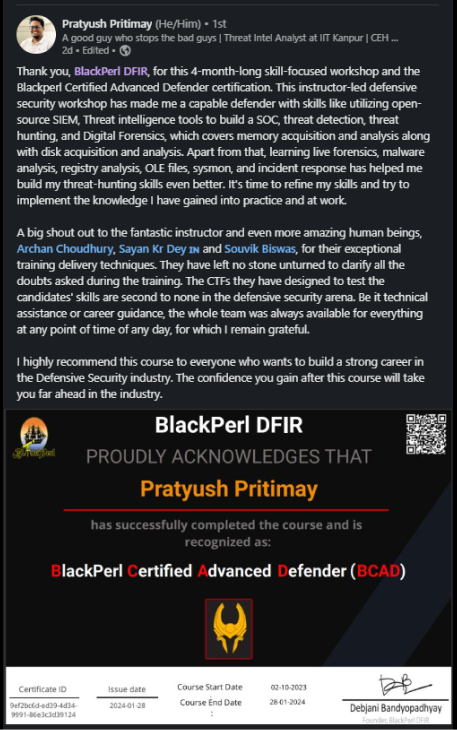 Pratyush Pritimay (He/Him) • 1st
A good guy who stops the bad guys | Threat Intel Analyst at IIT Kanpur | CEH ...
2d • Edited •
Thank you, BlackPerl DFIR, for this 4-month-long skill-focused workshop and the
Blackperl Certified Advanced Defender certification. This instructor-led defensive
security workshop has made me a capable defender with skills like utilizing open-
source SIEM, Threat intelligence tools to build a SOC, threat detection, threat
hunting, and Digital Forensics, which covers memory acquisition and analysis along
with disk acquisition and analysis. Apart from that, learning live forensics, malware
analysis, registry analysis, OLE files, sysmon, and incident response has helped me
build my threat-hunting skills even better. It's time to refine my skills and try to
implement the knowledge I have gained into practice and at work.
A big shout out to the fantastic instructor and even more amazing human beings,
Archan Choudhury, Sayan Kr Dey IN and Souvik Biswas, for their exceptional
training delivery techniques. They have left no stone unturned to clarify all the
doubts asked during the training. The CTFs they have designed to test the
candidates' skills are second to none in the defensive security arena. Be it technical
assistance or career guidance, the whole team was always available for everything
at any point of time of any day, for which I remain grateful.
I highly recommend this course to everyone who wants to build a strong career in
the Defensive Security industry. The confidence you gain after this course will take
you far ahead in the industry.
BlackPerl DFIR
PROUDLY ACKNOWLEDGES THAT
Pratyush Pritimay
has successfully completed the course and is
recognized as:
BlackPerl Certified Advanced Defender (BCAD)
Certificate ID
9ef2bc6d-ed39-4d34-
9991-86e3c3d39124
Issue date
2024-01-28
Course Start Date 02-10-2023
Course End Date 28-01-2024
:
Debjani Bandyopadhyay
Founder, BlackPerl DFIR